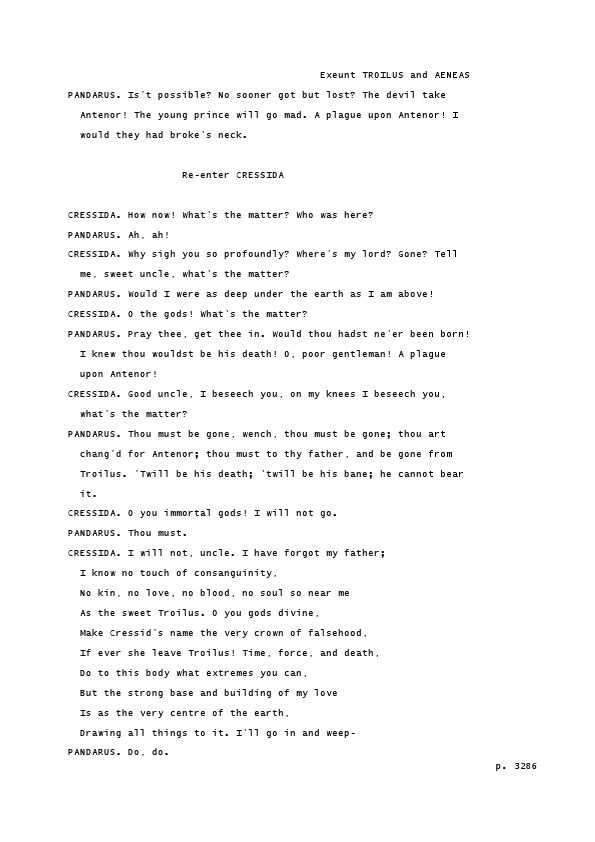 Exeunt TROILUS and AENEAS
PANDARUS. Is't possible? No sooner got but lost? The devil take
Antenor! The young prince will go mad. A plague upon Antenor! I
would they had broke's neck.
Re-enter CRESSIDA
CRESSIDA. How now! What's the matter? Who was here?
PANDARUS. Ah, ah!
CRESSIDA. Why sigh you so profoundly? Where's my lord? Gone? Tell
me, sweet uncle, what's the matter?
PANDARUS. Would I were as deep under the earth as I am above!
CRESSIDA. O the gods! What's the matter?
PANDARUS. Pray thee, get thee in. Would thou hadst ne'er been born!
I knew thou wouldst be his death! O, poor gentleman! A plague
upon Antenor!
CRESSIDA. Good uncle, I beseech you, on my knees I beseech you,
what's the matter?
PANDARUS. Thou must be gone, wench, thou must be gone; thou art
chang'd for Antenor; thou must to thy father, and be gone from
Troilus. 'Twill be his death; 'twill be his bane; he cannot bear
it.
CRESSIDA. O you immortal gods! I will not go.
PANDARUS. Thou must.
CRESSIDA. I will not, uncle. I have forgot my father;
I know no touch of consanguinity,
No kin, no love, no blood, no soul so near me
As the sweet Troilus. O you gods divine,
Make Cressid's name the very crown of falsehood,
If ever she leave Troilus! Time, force, and death,
Do to this body what extremes you can,
But the strong base and building of my love
Is as the very centre of the earth,
Drawing all things to it. I'll go in and weep-
PANDARUS. Do, do.
p. 3286